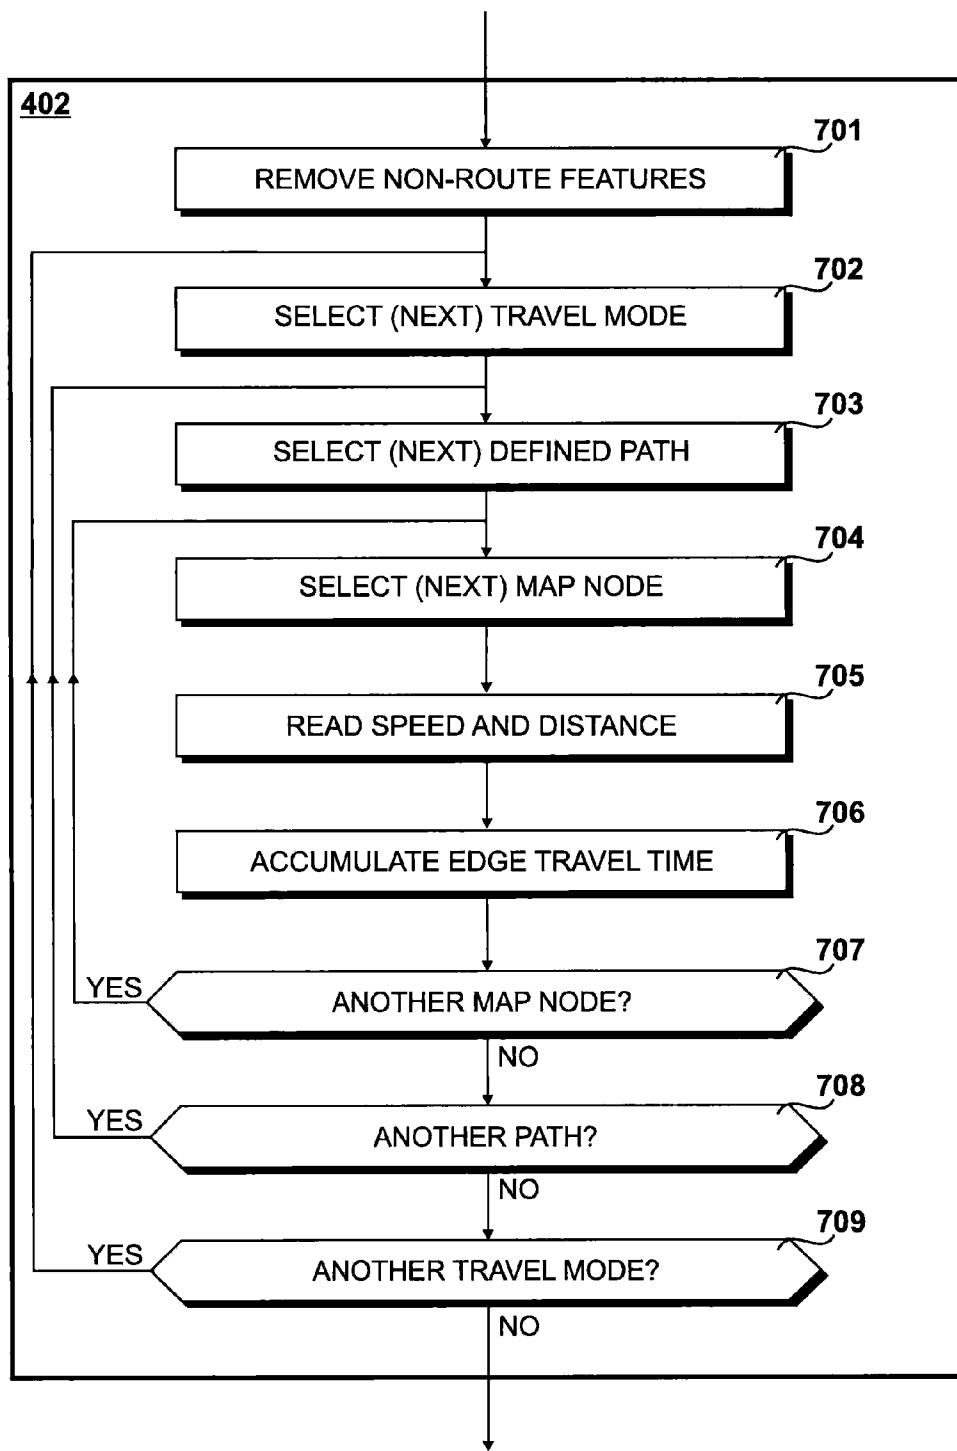 402
701
REMOVE NON-ROUTE FEATURES
702
SELECT (NEXT) TRAVEL MODE
703
SELECT (NEXT) DEFINED PATH
704
SELECT (NEXT) MAP NODE
705
READ SPEED AND DISTANCE
706
ACCUMULATE EDGE TRAVEL TIME
707
YES
ANOTHER MAP NODE?
NO
708
YES
ANOTHER PATH?
NO
709
YES
ANOTHER TRAVEL MODE?
NO